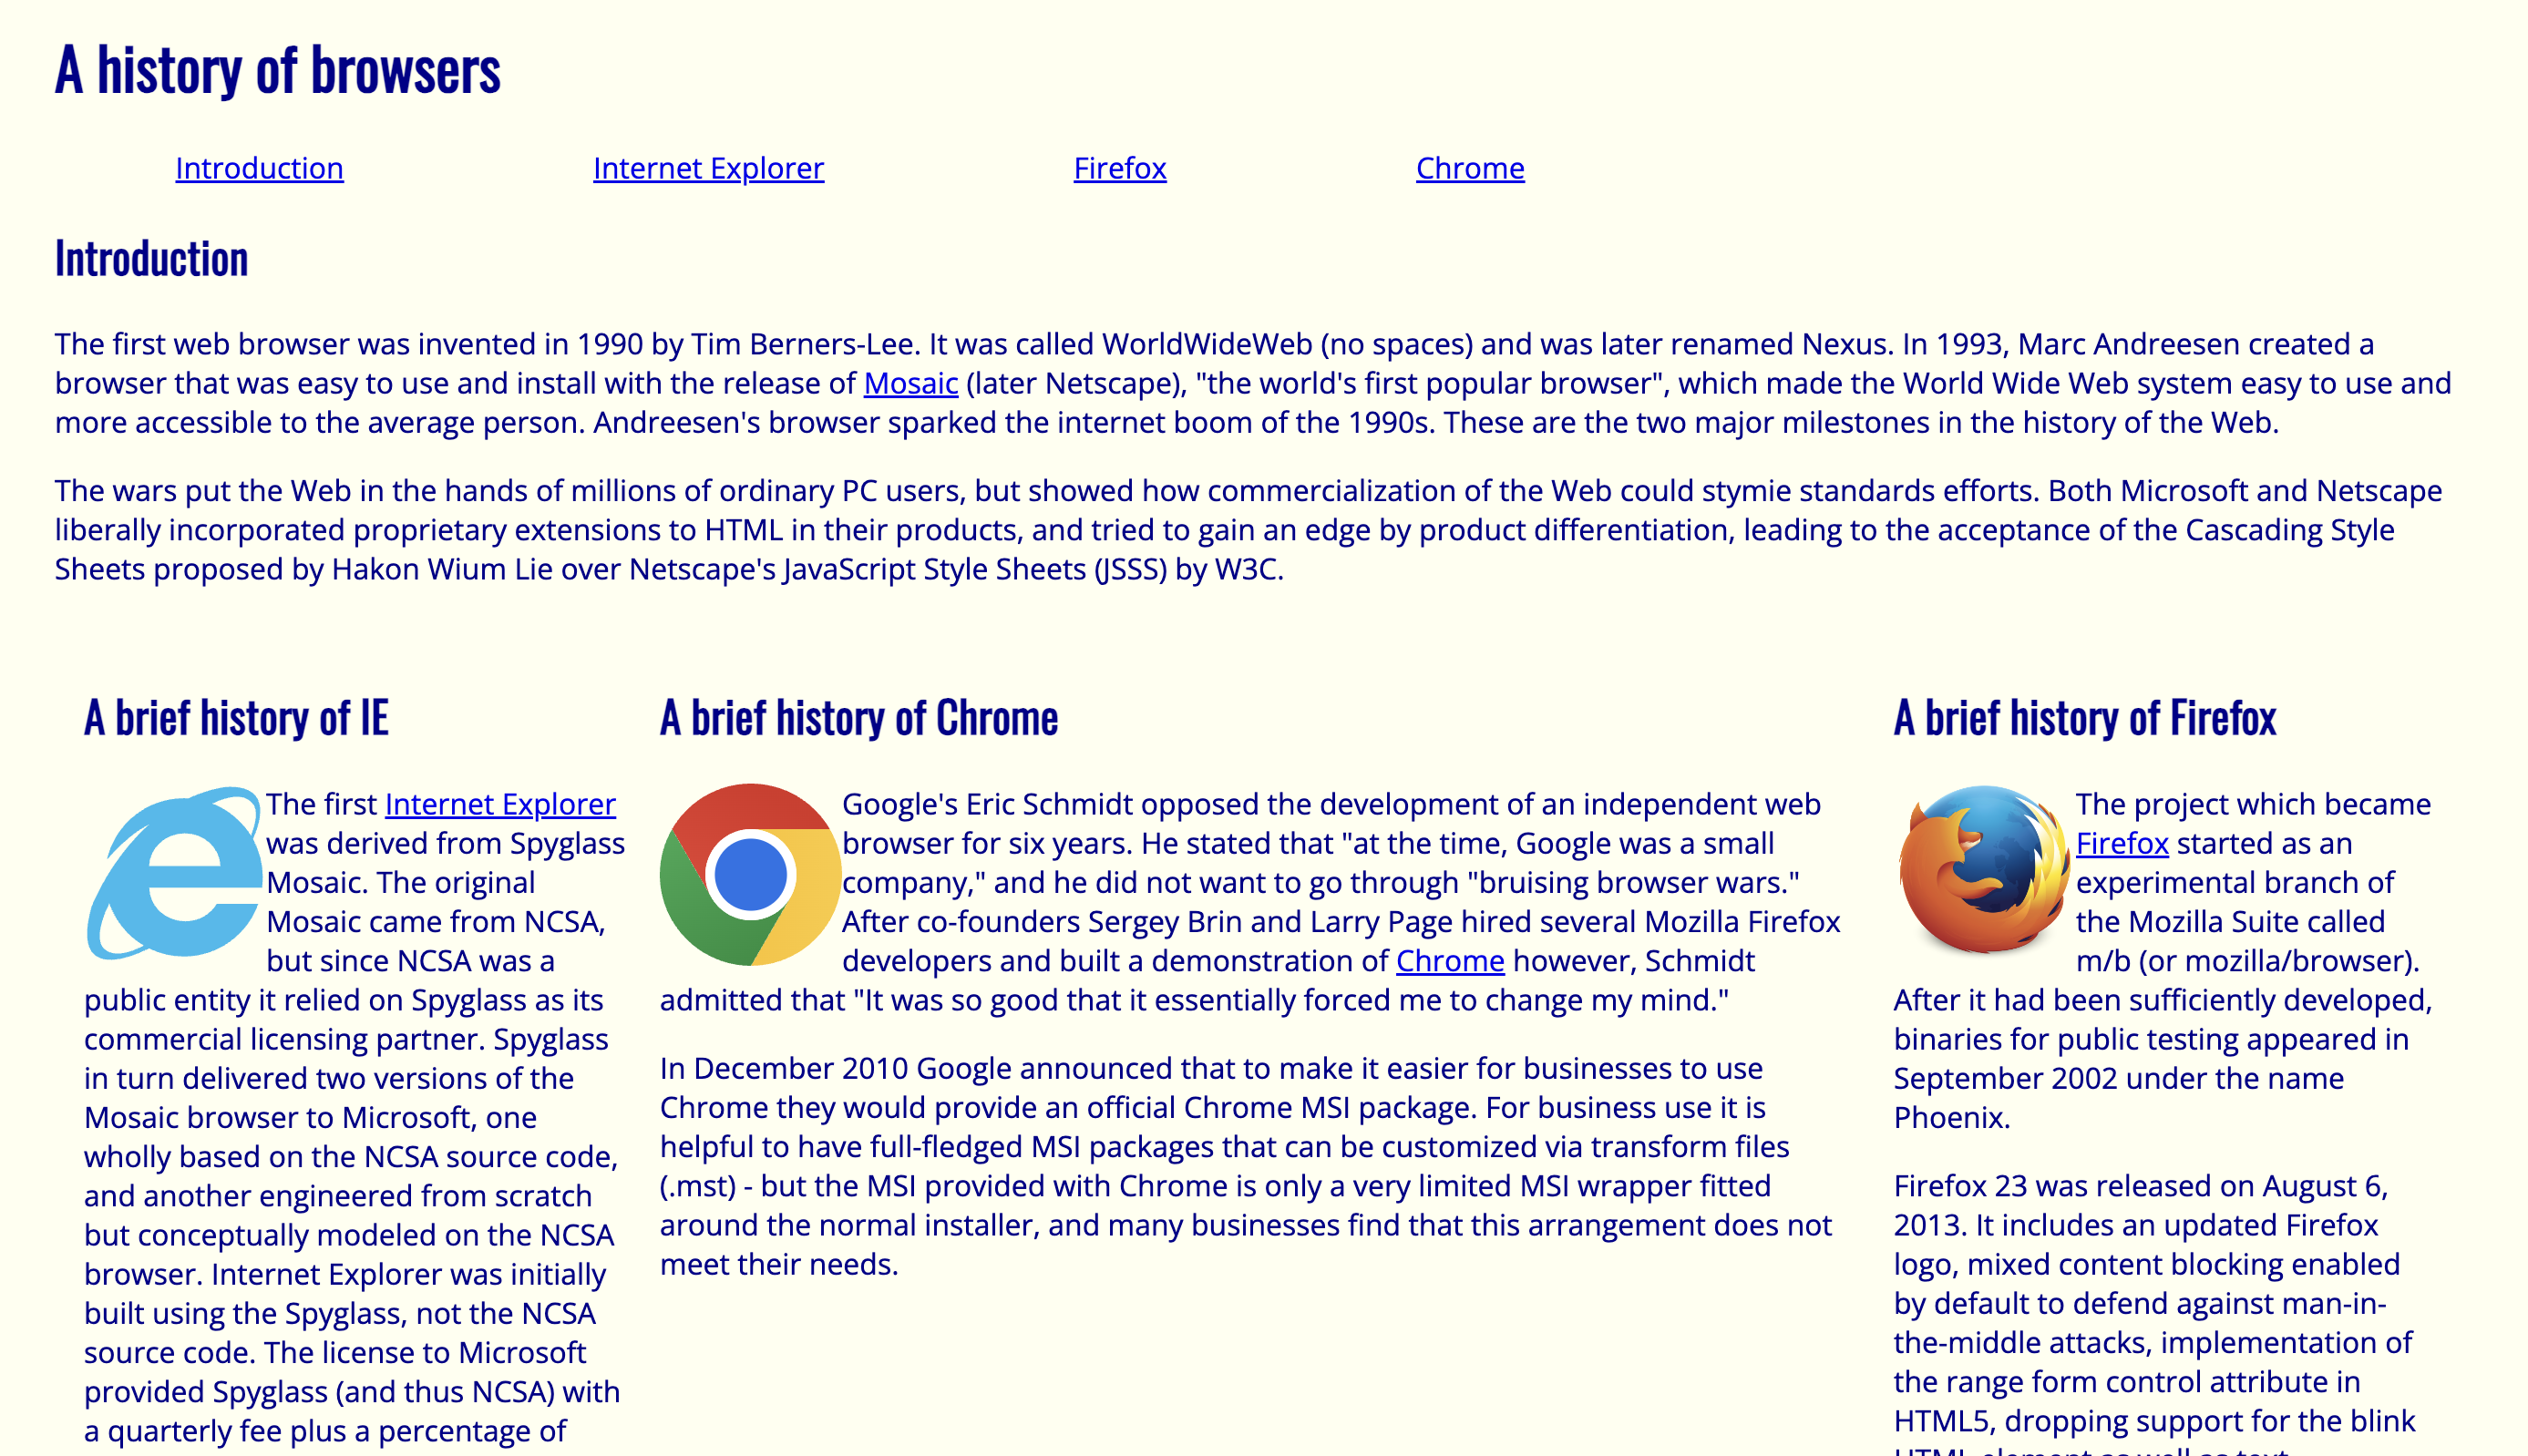 A history of browsers
Introduction
Internet Explorer
Firefox
Chrome
Introduction
The first web browser was invented in 1990 by Tim Berners-Lee. It was called WorldWideWeb (no spaces) and was later renamed Nexus. In 1993, Marc Andreesen created a
browser that was easy to use and install with the release of Mosaic (later Netscape), "the world's first popular browser", which made the World Wide Web system easy to use and
more accessible to the average person. Andreesen's browser sparked the internet boom of the 1990s. These are the two major milestones in the history of the Web.
The wars put the Web in the hands of millions of ordinary PC users, but showed how commercialization of the Web could stymie standards efforts. Both Microsoft and Netscape
liberally incorporated proprietary extensions to HTML in their products, and tried to gain an edge by product differentiation, leading to the acceptance of the Cascading Style
Sheets proposed by Hakon Wium Lie over Netscape's JavaScript Style Sheets (JSSS) by W3C.
A brief history of IE
The first Internet Explorer
was derived from Spyglass
Mosaic. The original
Mosaic came from NCSA,
but since NCSA was a
public entity it relied on Spyglass as its
commercial licensing partner. Spyglass
in turn delivered two versions of the
Mosaic browser to Microsoft, one
wholly based on the NCSA source code,
and another engineered from scratch
but conceptually modeled on the NCSA
browser. Internet Explorer was initially
built using the Spyglass, not the NCSA
source code. The license to Microsoft
provided Spyglass (and thus NCSA) with
a quarterly fee plus a percentage of
A brief history of Chrome
Google's Eric Schmidt opposed the development of an independent web
browser for six years. He stated that "at the time, Google was a small
company," and he did not want to go through "bruising browser wars."
After co-founders Sergey Brin and Larry Page hired several Mozilla Firefox
developers and built a demonstration of Chrome however, Schmidt
admitted that "It was so good that it essentially forced me to change my mind."
In December 2010 Google announced that to make it easier for businesses to use
Chrome they would provide an official Chrome MSI package. For business use it is
helpful to have full-fledged MSI packages that can be customized via transform files
(.mst) - but the MSI provided with Chrome is only a very limited MSI wrapper fitted
around the normal installer, and many businesses find that this arrangement does not
meet their needs.
A brief history of Firefox
The project which became
Firefox started as an
experimental branch of
the Mozilla Suite called
m/b (or mozilla/browser).
After it had been sufficiently developed,
binaries for public testing appeared in
September 2002 under the name
Phoenix.
Firefox 23 was released on August 6,
2013. It includes an updated Firefox
logo, mixed content blocking enabled
by default to defend against man-in-
the-middle attacks, implementation of
the range form control attribute in
HTML5, dropping support for the blink